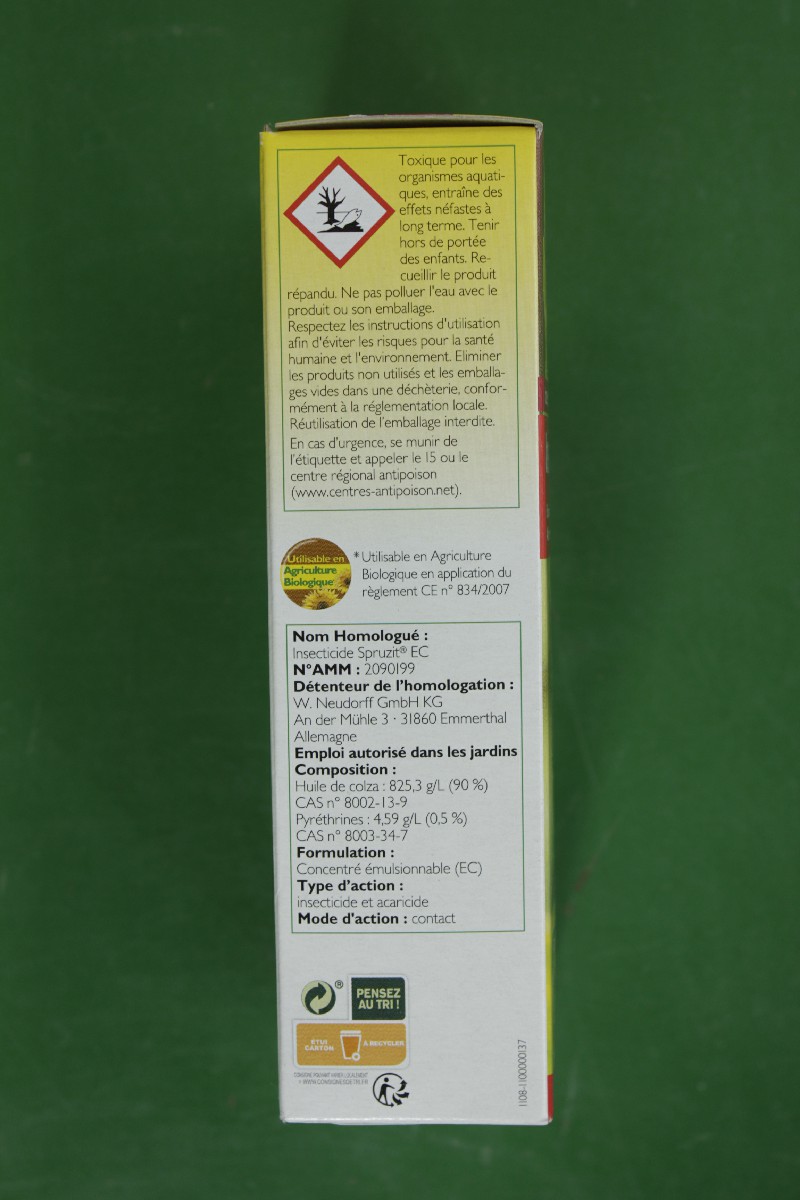 Toxique pour les
organismes aquati-
ques, entraîne des
effets néfastes à
long terme. Tenir
hors de portée
des enfants. Re-
cueillir le produit
répandu. Ne pas polluer l'eau avec le
produit ou son emballage.
Respectez les instructions d'utilisation
afin d'éviter les risques pour la santé
humaine et l'environnement. Eliminer
les produits non utilisés et les emballa-
ges vides dans une déchèterie, confor-
mément à la réglementation locale.
Réutilisation de l'emballage interdite.
En cas d'urgence, se munir de
l'étiquette et appeler le 15 ou le
centre régional antipoison
(www.centres-antipoison.net).
Utilisable en
Agriculture
Biologique*
* Utilisable en Agriculture
Biologique en application du
règlement CE n° 834/2007
Nom Homologué :
Insecticide Spruzit® EC
N°AMM : 2090199
Détenteur de l'homologation :
W. Neudorff GmbH KG
An der Mühle 3 · 31860 Emmerthal
Allemagne
Emploi autorisé dans les jardins
Composition :
Huile de colza : 825,3 g/L (90 %)
CAS n° 8002-13-9
Pyréthrines : 4,59 g/L (0,5 %)
CAS n° 8003-34-7
Formulation :
Concentré émulsionnable (EC)
Type d'action :
insecticide et acaricide
Mode d'action : contact
®
PENSEZ
AU TRI !
ÉTUI
CARTON
À RECYCLER
CONSIGNE POUVANT VARIER LOCALEMENT
> WWW.CONSIGNESDETRI.FR
1108-1100000137